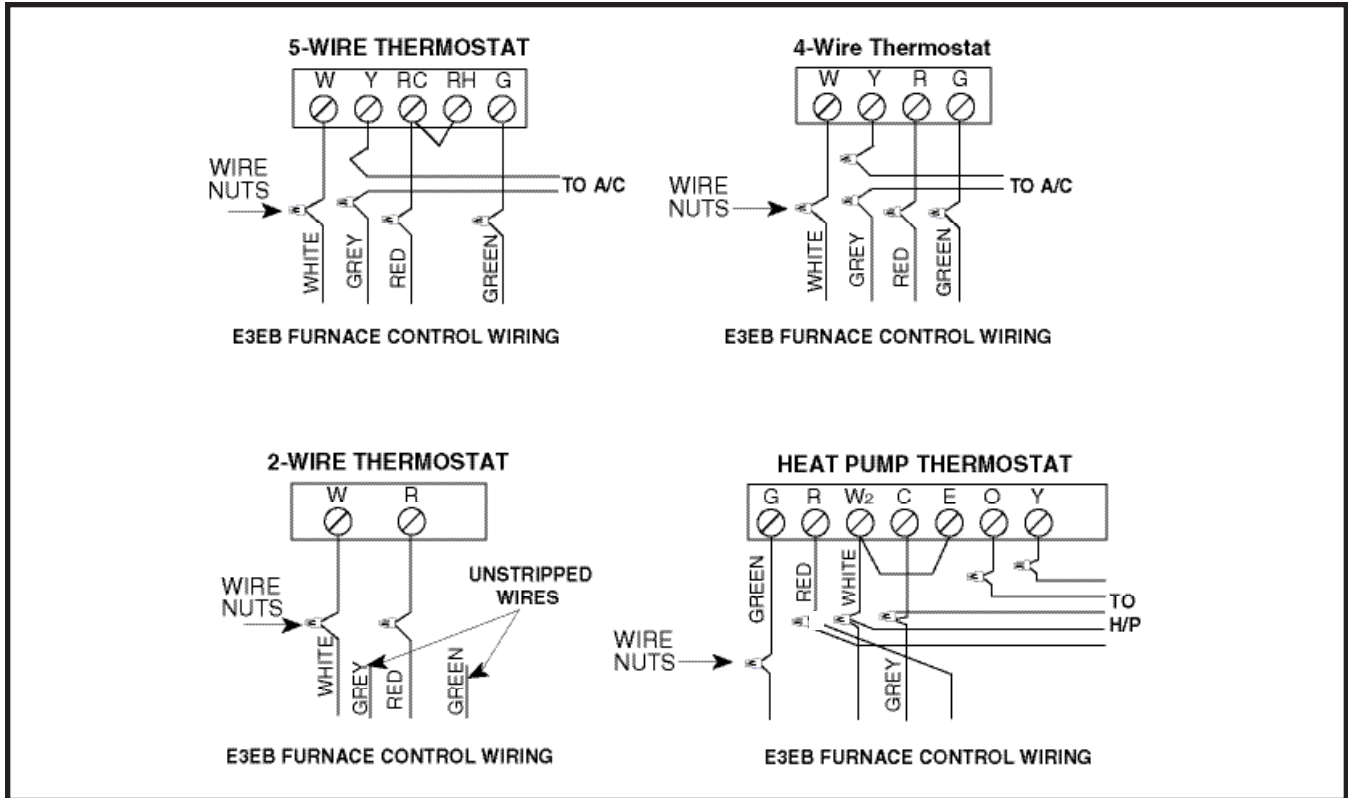 5-WIRE THERMOSTAT
W Y RC RH G
WIRE
NUTS
TO A/C
WHITE
GREY
RED
GREEN
E3EB FURNACE CONTROL WIRING
4-Wire Thermostat
W Y R G
WIRE
NUTS
TO A/C
WHITE
GREY
RED
GREEN
E3EB FURNACE CONTROL WIRING
2-WIRE THERMOSTAT
W R
WIRE
NUTS
UNSTRIPPED
WIRES
WHITE
GREY
RED
GREEN
E3EB FURNACE CONTROL WIRING
HEAT PUMP THERMOSTAT
G R W2 C E O Y
GREEN
RED
WHITE
TO
H/P
WIRE
NUTS
GREY
E3EB FURNACE CONTROL WIRING